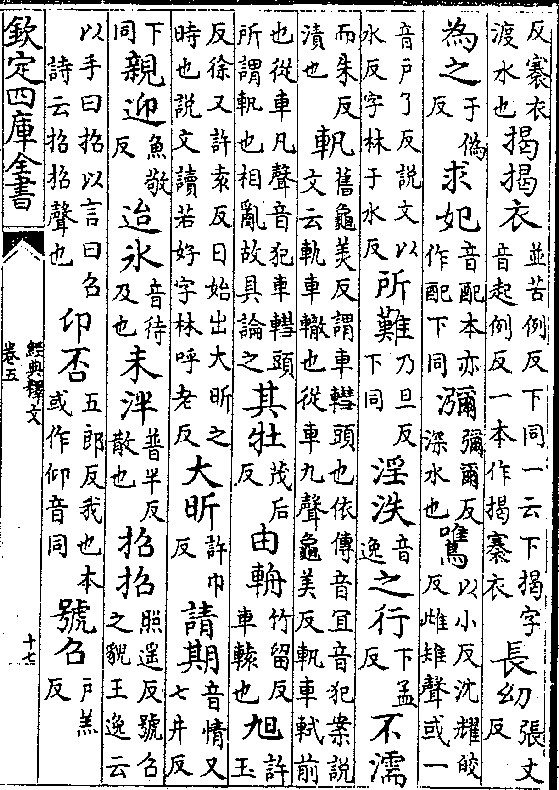 反褰衣渡水也揭揭衣並苦例反下同一云下揭字音起例反一本作揭褰衣長幼張丈反
為之于偽反求妃音配本亦作配下同瀰彌爾反深水也鷕以小反沈耀皎反雌雉聲或一
音户了反説文以水反字林于水反所難乃旦反下同淫泆音逸之行下孟反不濡
而朱反漬也軓舊龜美反謂車轊頭也依傳音宜音犯案説文云軌車轍也從車九聲龜美反軓車軾前
也從車凡聲音犯車轊頭所謂軓也相亂故具論之其牡茂后反由輈竹留反車轅也旭許玉
反徐又許袁反日始出大昕之時也説文讀若好字林呼老反大昕許巾反請期音情又七井反
下同親迎魚敬反迨冰音待及也未泮普半反散也招招照遥反號召之貌王逸云
以手曰招以言曰召詩云招招聲也卬否五郎反我也本或作仰音同號召户羔反
欽定四庫全書
經典釋文
卷五
十七